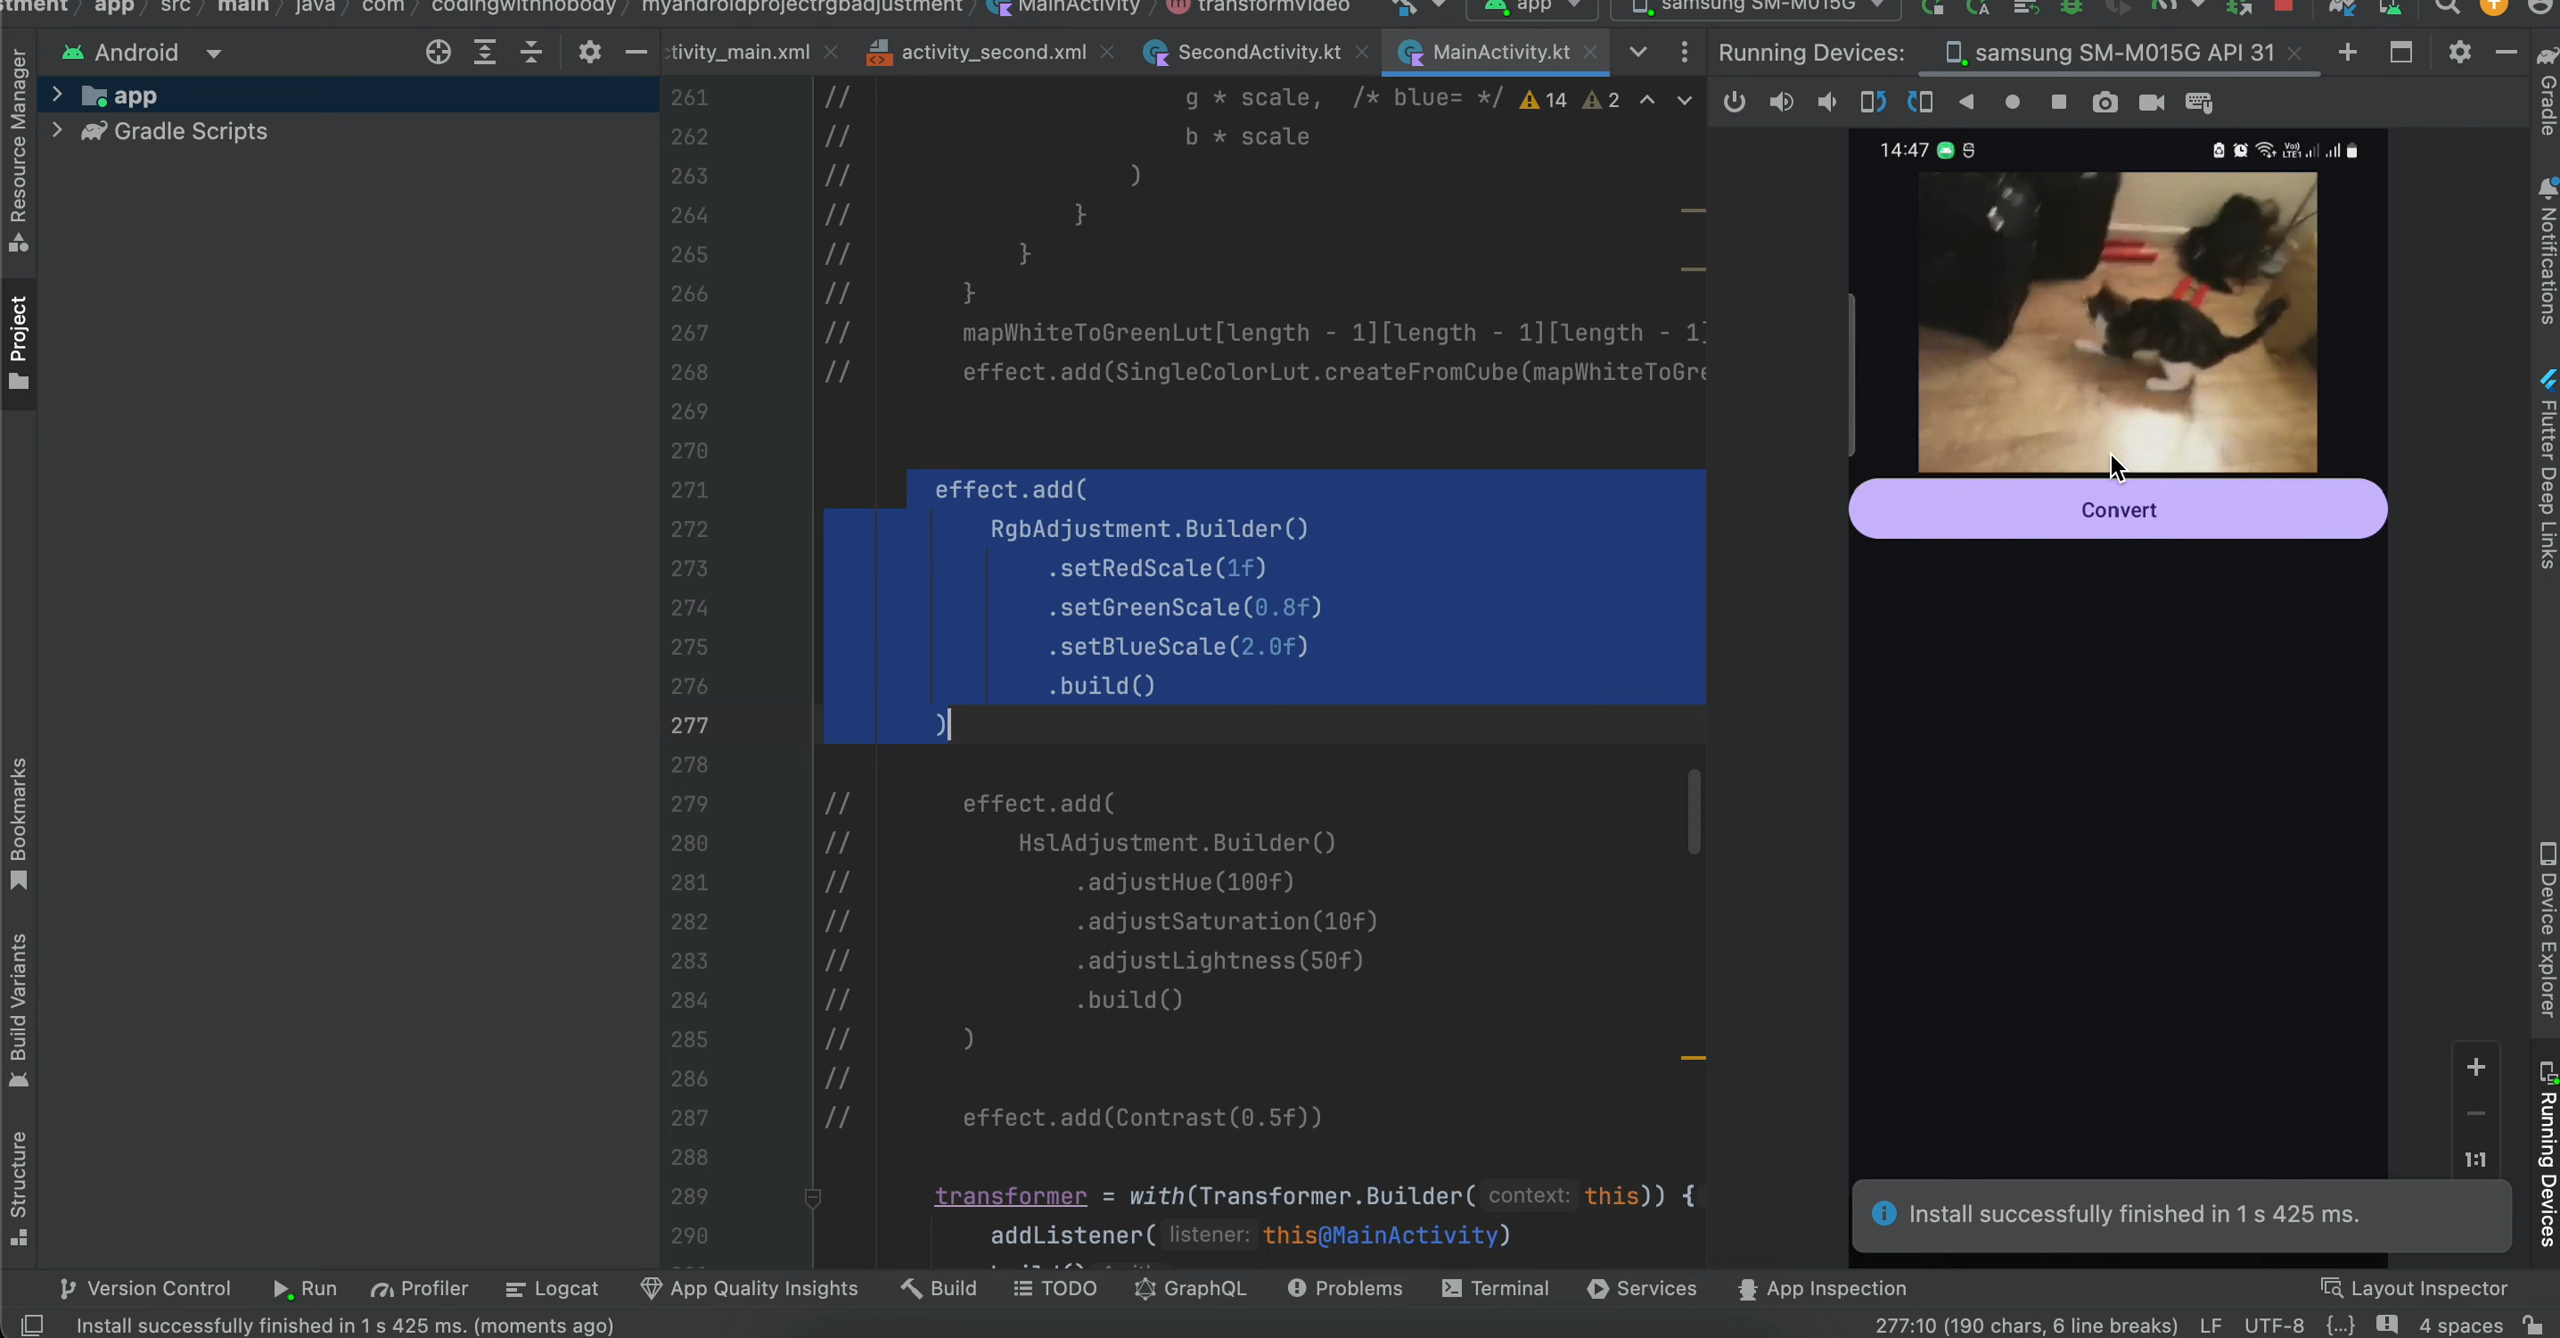 app src main java com codingwithnobody myandroidprojectrgbadjustment MainActivity transformVideo app samsung SM-M015G
Android
ctivity_main.xml activity_second.xml SecondActivity.kt MainActivity.kt
Running Devices: samsung SM-M015G API 31
app
Gradle Scripts
Resource Manager
Project
Bookmarks
Build Variants
Structure
14 2
261 // g * scale, /* blue= */
262 // b * scale
263 // )
264 // }
265 // }
266 // }
267 // mapWhiteToGreenLut[length - 1][length - 1][length - 1]
268 // effect.add(SingleColorLut.createFromCube(mapWhiteToGre
269
270
271 effect.add(
272 RgbAdjustment.Builder()
273 .setRedScale(1f)
274 .setGreenScale(0.8f)
275 .setBlueScale(2.0f)
276 .build()
277 )
278
279 // effect.add(
280 // HslAdjustment.Builder()
281 // .adjustHue(100f)
282 // .adjustSaturation(10f)
283 // .adjustLightness(50f)
284 // .build()
285 // )
286 //
287 // effect.add(Contrast(0.5f))
288
289 transformer = with(Transformer.Builder( context: this)) {
290 addListener( listener: this@MainActivity)
14:47
Convert
1:1
Install successfully finished in 1 s 425 ms.
Gradle
Notifications
Flutter Deep Links
Device Explorer
Running Devices
Version Control Run Profiler Logcat App Quality Insights Build TODO GraphQL Problems Terminal Services App Inspection Layout Inspector
Install successfully finished in 1 s 425 ms. (moments ago) 277:10 (190 chars, 6 line breaks) LF UTF-8 {...} 4 spaces